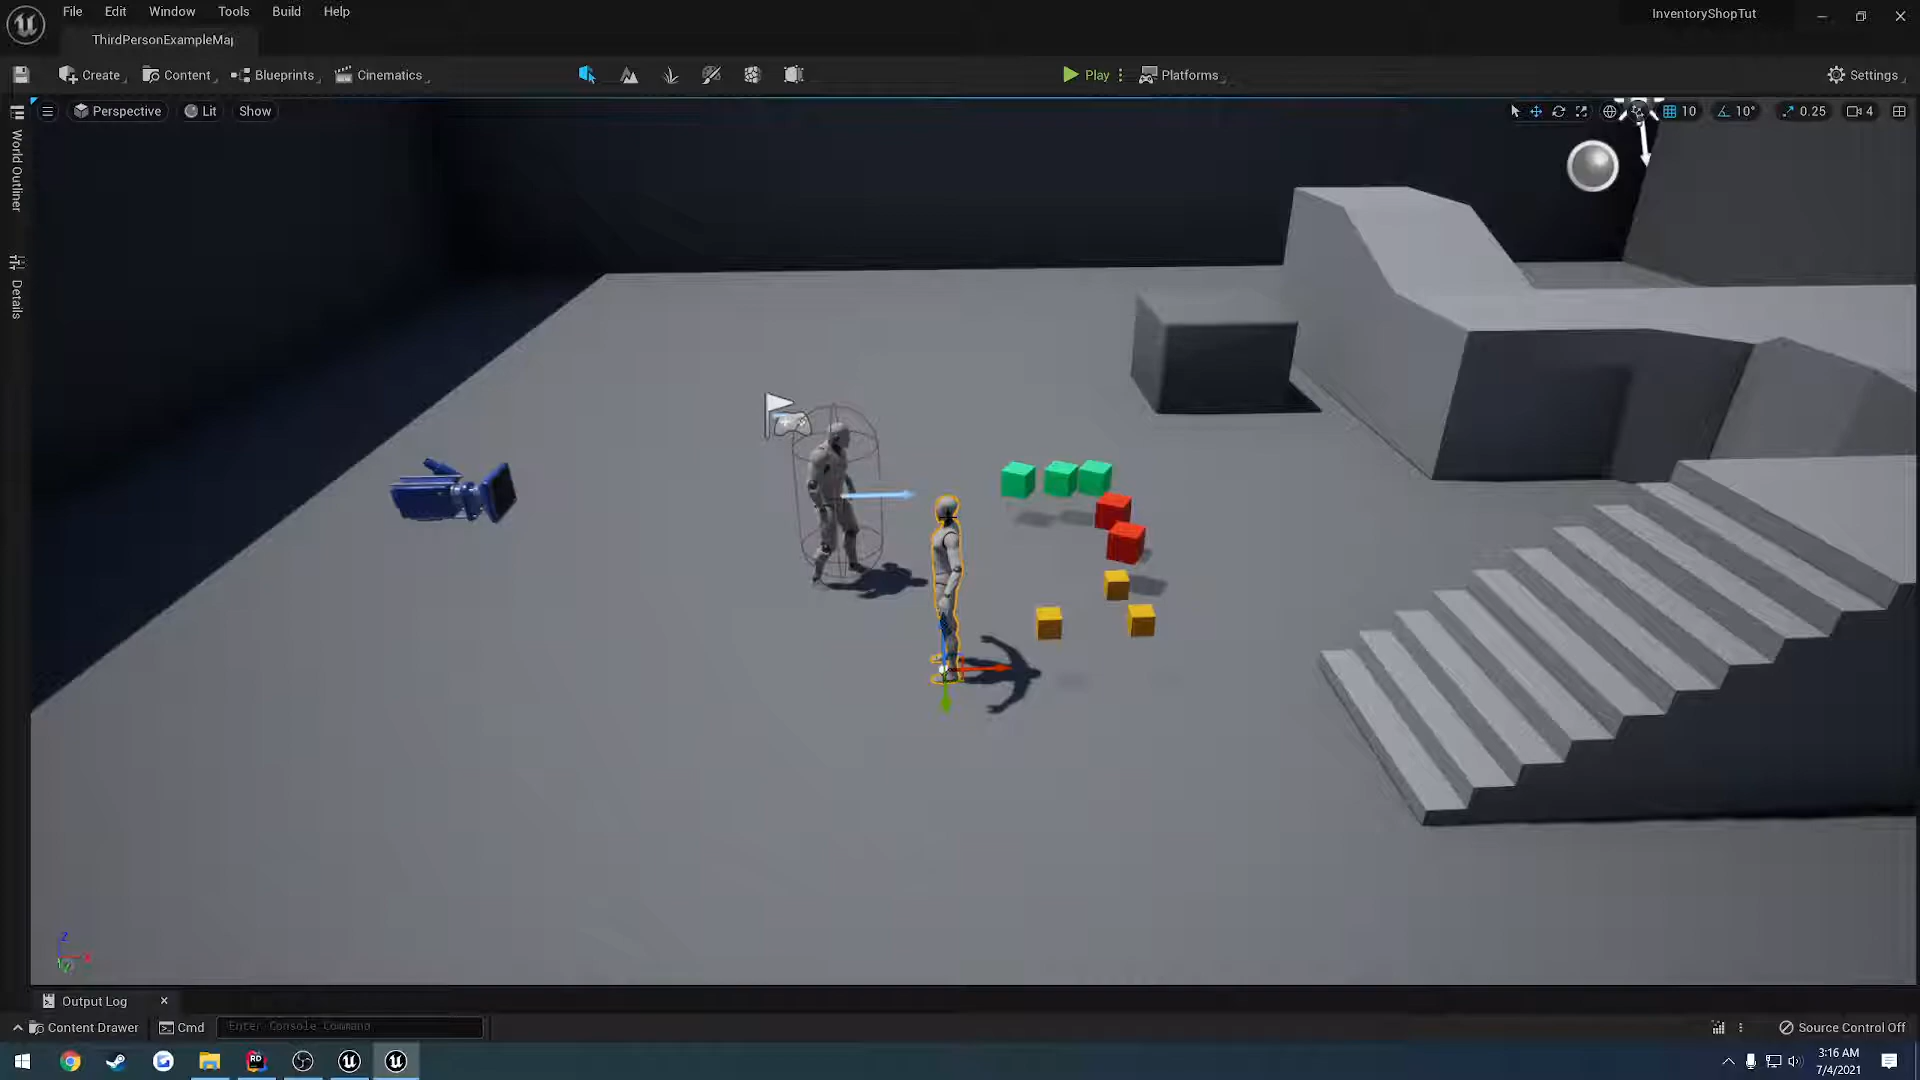 File Edit Window Tools Build Help
InventoryShopTut
ThirdPersonExampleMap
Create Content Blueprints Cinematics
Play Platforms
Settings
Perspective Lit Show
10 10° 0.25 4
World Outliner
Details
Z
X
Y
Output Log
Content Drawer Cmd Enter Console Command
Source Control Off
RD
3:16 AM
7/4/2021